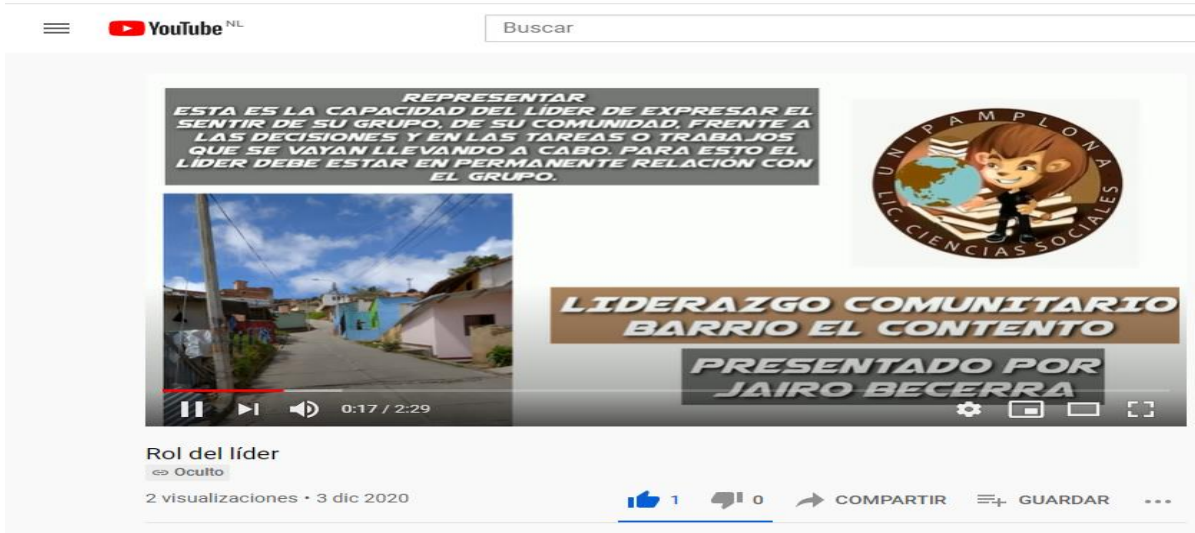 YouTube NL
Buscar
REPRESENTAR
ESTA ES LA CAPACIDAD DEL LÍDER DE EXPRESAR EL
SENTIR DE SU GRUPO, DE SU COMUNIDAD, FRENTE A
LAS DECISIONES Y EN LAS TAREAS O TRABAJOS
QUE SE VAYAN LLEVANDO A CABO. PARA ESTO EL
LÍDER DEBE ESTAR EN PERMANENTE RELACIÓN CON
EL GRUPO.
UNIPAMPLONA
LIC. CIENCIAS SOCIALES
LIDERAZGO COMUNITARIO
BARRIO EL CONTENTO
PRESENTADO POR
JAIRO BECERRA
0:17 / 2:29
Rol del líder
Oculto
2 visualizaciones • 3 dic 2020
1 0 COMPARTIR GUARDAR ...